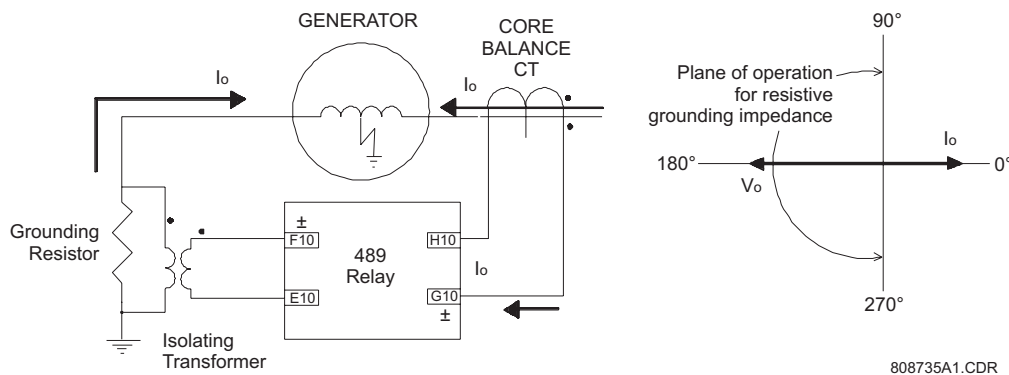 GENERATOR
CORE
BALANCE
CT
Io
Io
Grounding
Resistor
Isolating
Transformer
±
F10
E10
489
Relay
H10
Io
G10
±
90°
Plane of operation
for resistive
grounding impedance
180°
Vo
Io
0°
270°
808735A1.CDR